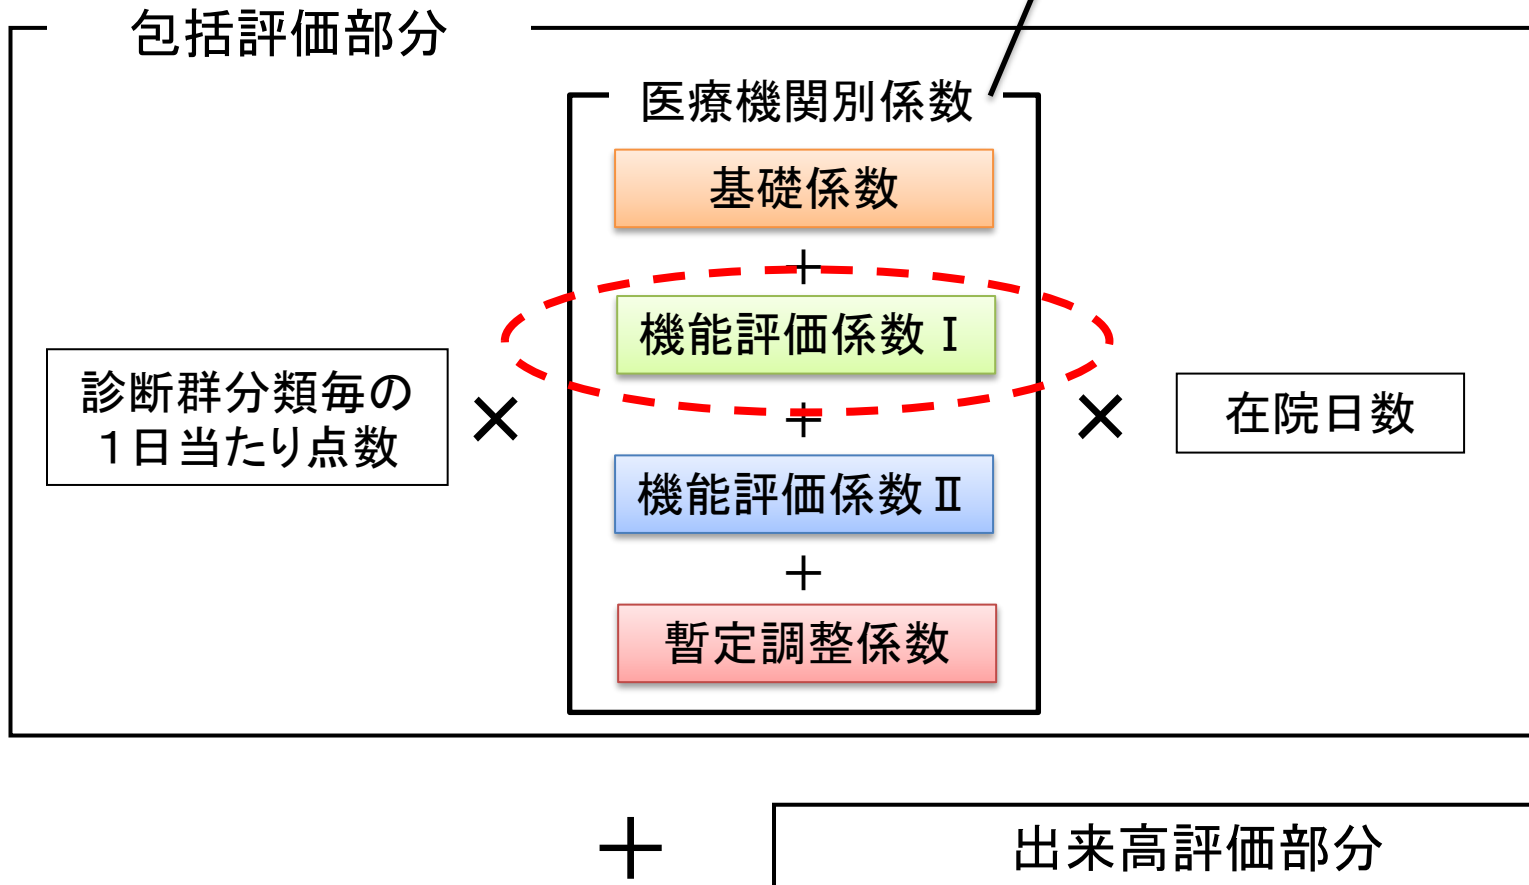 包括評価部分
医療機関別係数
基礎係数
+
機能評価係数Ⅰ
診断群分類毎の
1日当たり点数
×
+
×
在院日数
機能評価係数Ⅱ
+
暫定調整係数
+
出来高評価部分